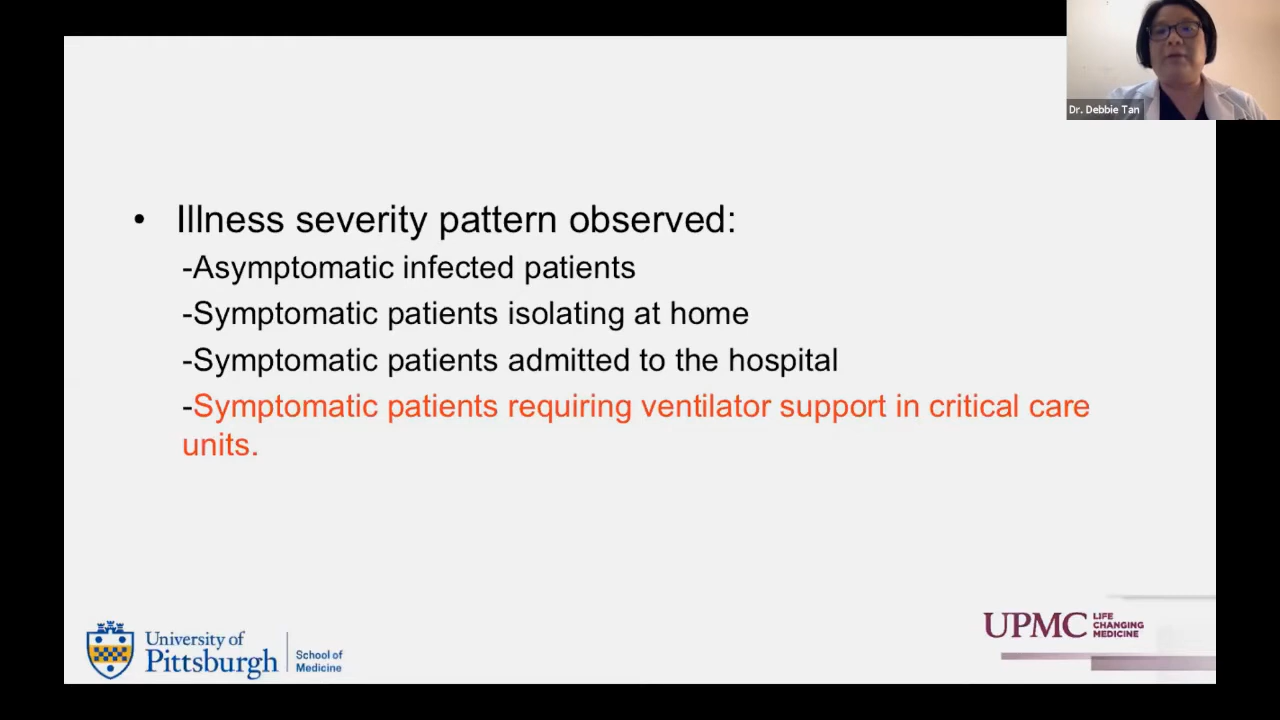 Dr. Debbie Tan
• Illness severity pattern observed:
-Asymptomatic infected patients
-Symptomatic patients isolating at home
-Symptomatic patients admitted to the hospital
-Symptomatic patients requiring ventilator support in critical care
units.
University of
Pittsburgh
School of
Medicine
UPMC
LIFE
CHANGING
MEDICINE